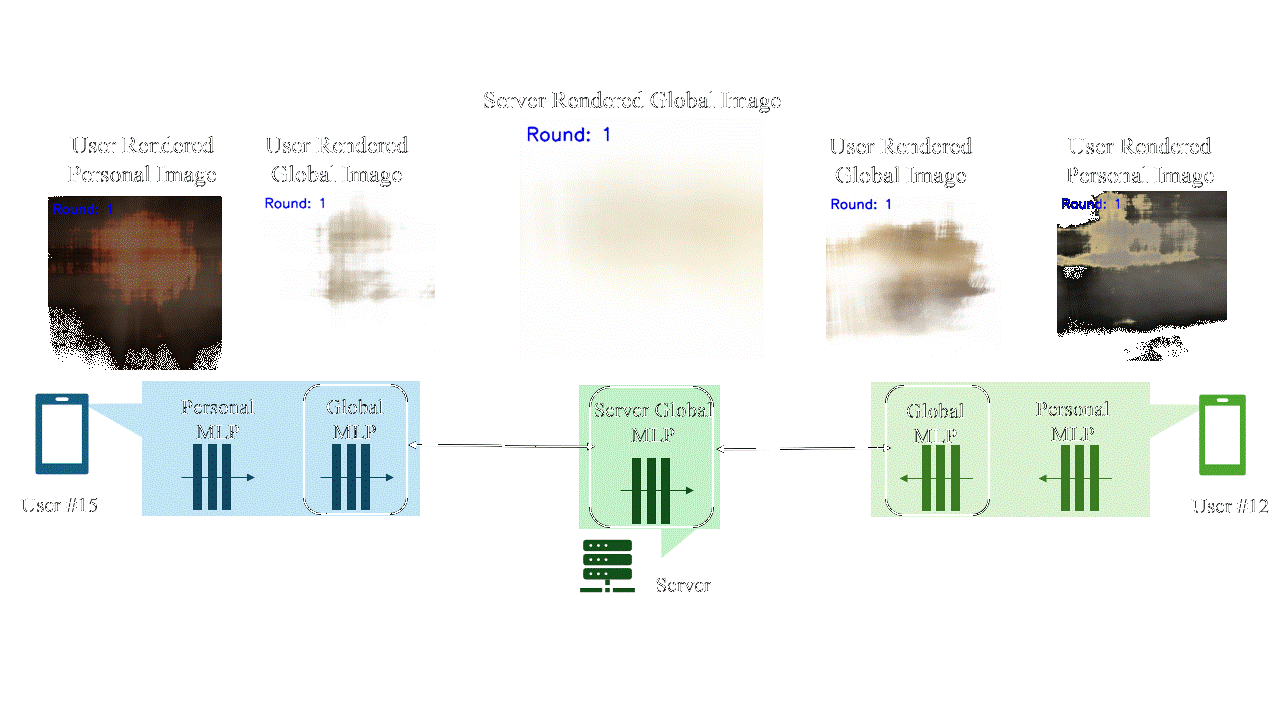 Server Rendered Global Image
Round: 1
User Rendered
Personal Image
Round: 1
User Rendered
Global Image
Round: 1
User Rendered
Global Image
Round: 1
User Rendered
Personal Image
Round: 1
Personal
MLP
Global
MLP
User #15
Server Global
MLP
Server
Global
MLP
Personal
MLP
User #12